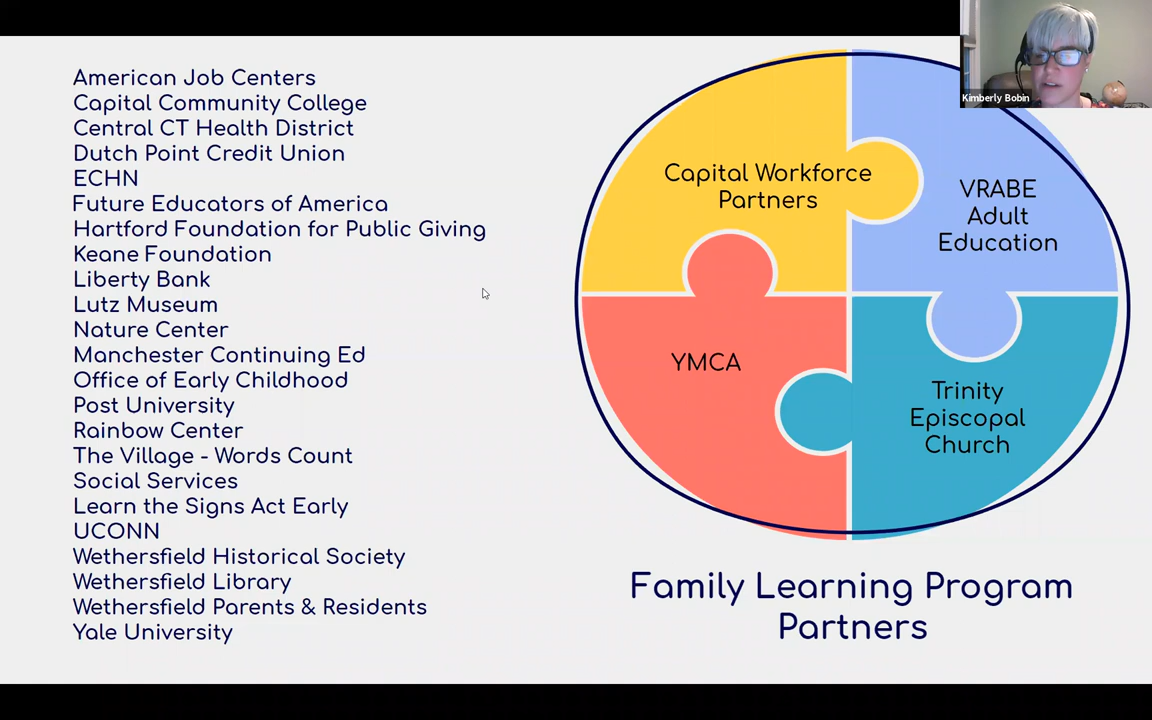 American Job Centers
Capital Community College
Central CT Health District
Dutch Point Credit Union
ECHN
Future Educators of America
Hartford Foundation for Public Giving
Keane Foundation
Liberty Bank
Lutz Museum
Nature Center
Manchester Continuing Ed
Office of Early Childhood
Post University
Rainbow Center
The Village - Words Count
Social Services
Learn the Signs Act Early
UCONN
Wethersfield Historical Society
Wethersfield Library
Wethersfield Parents & Residents
Yale University
Capital Workforce
Partners
VRABE
Adult
Education
YMCA
Trinity
Episcopal
Church
Family Learning Program
Partners
Kimberly Bobin